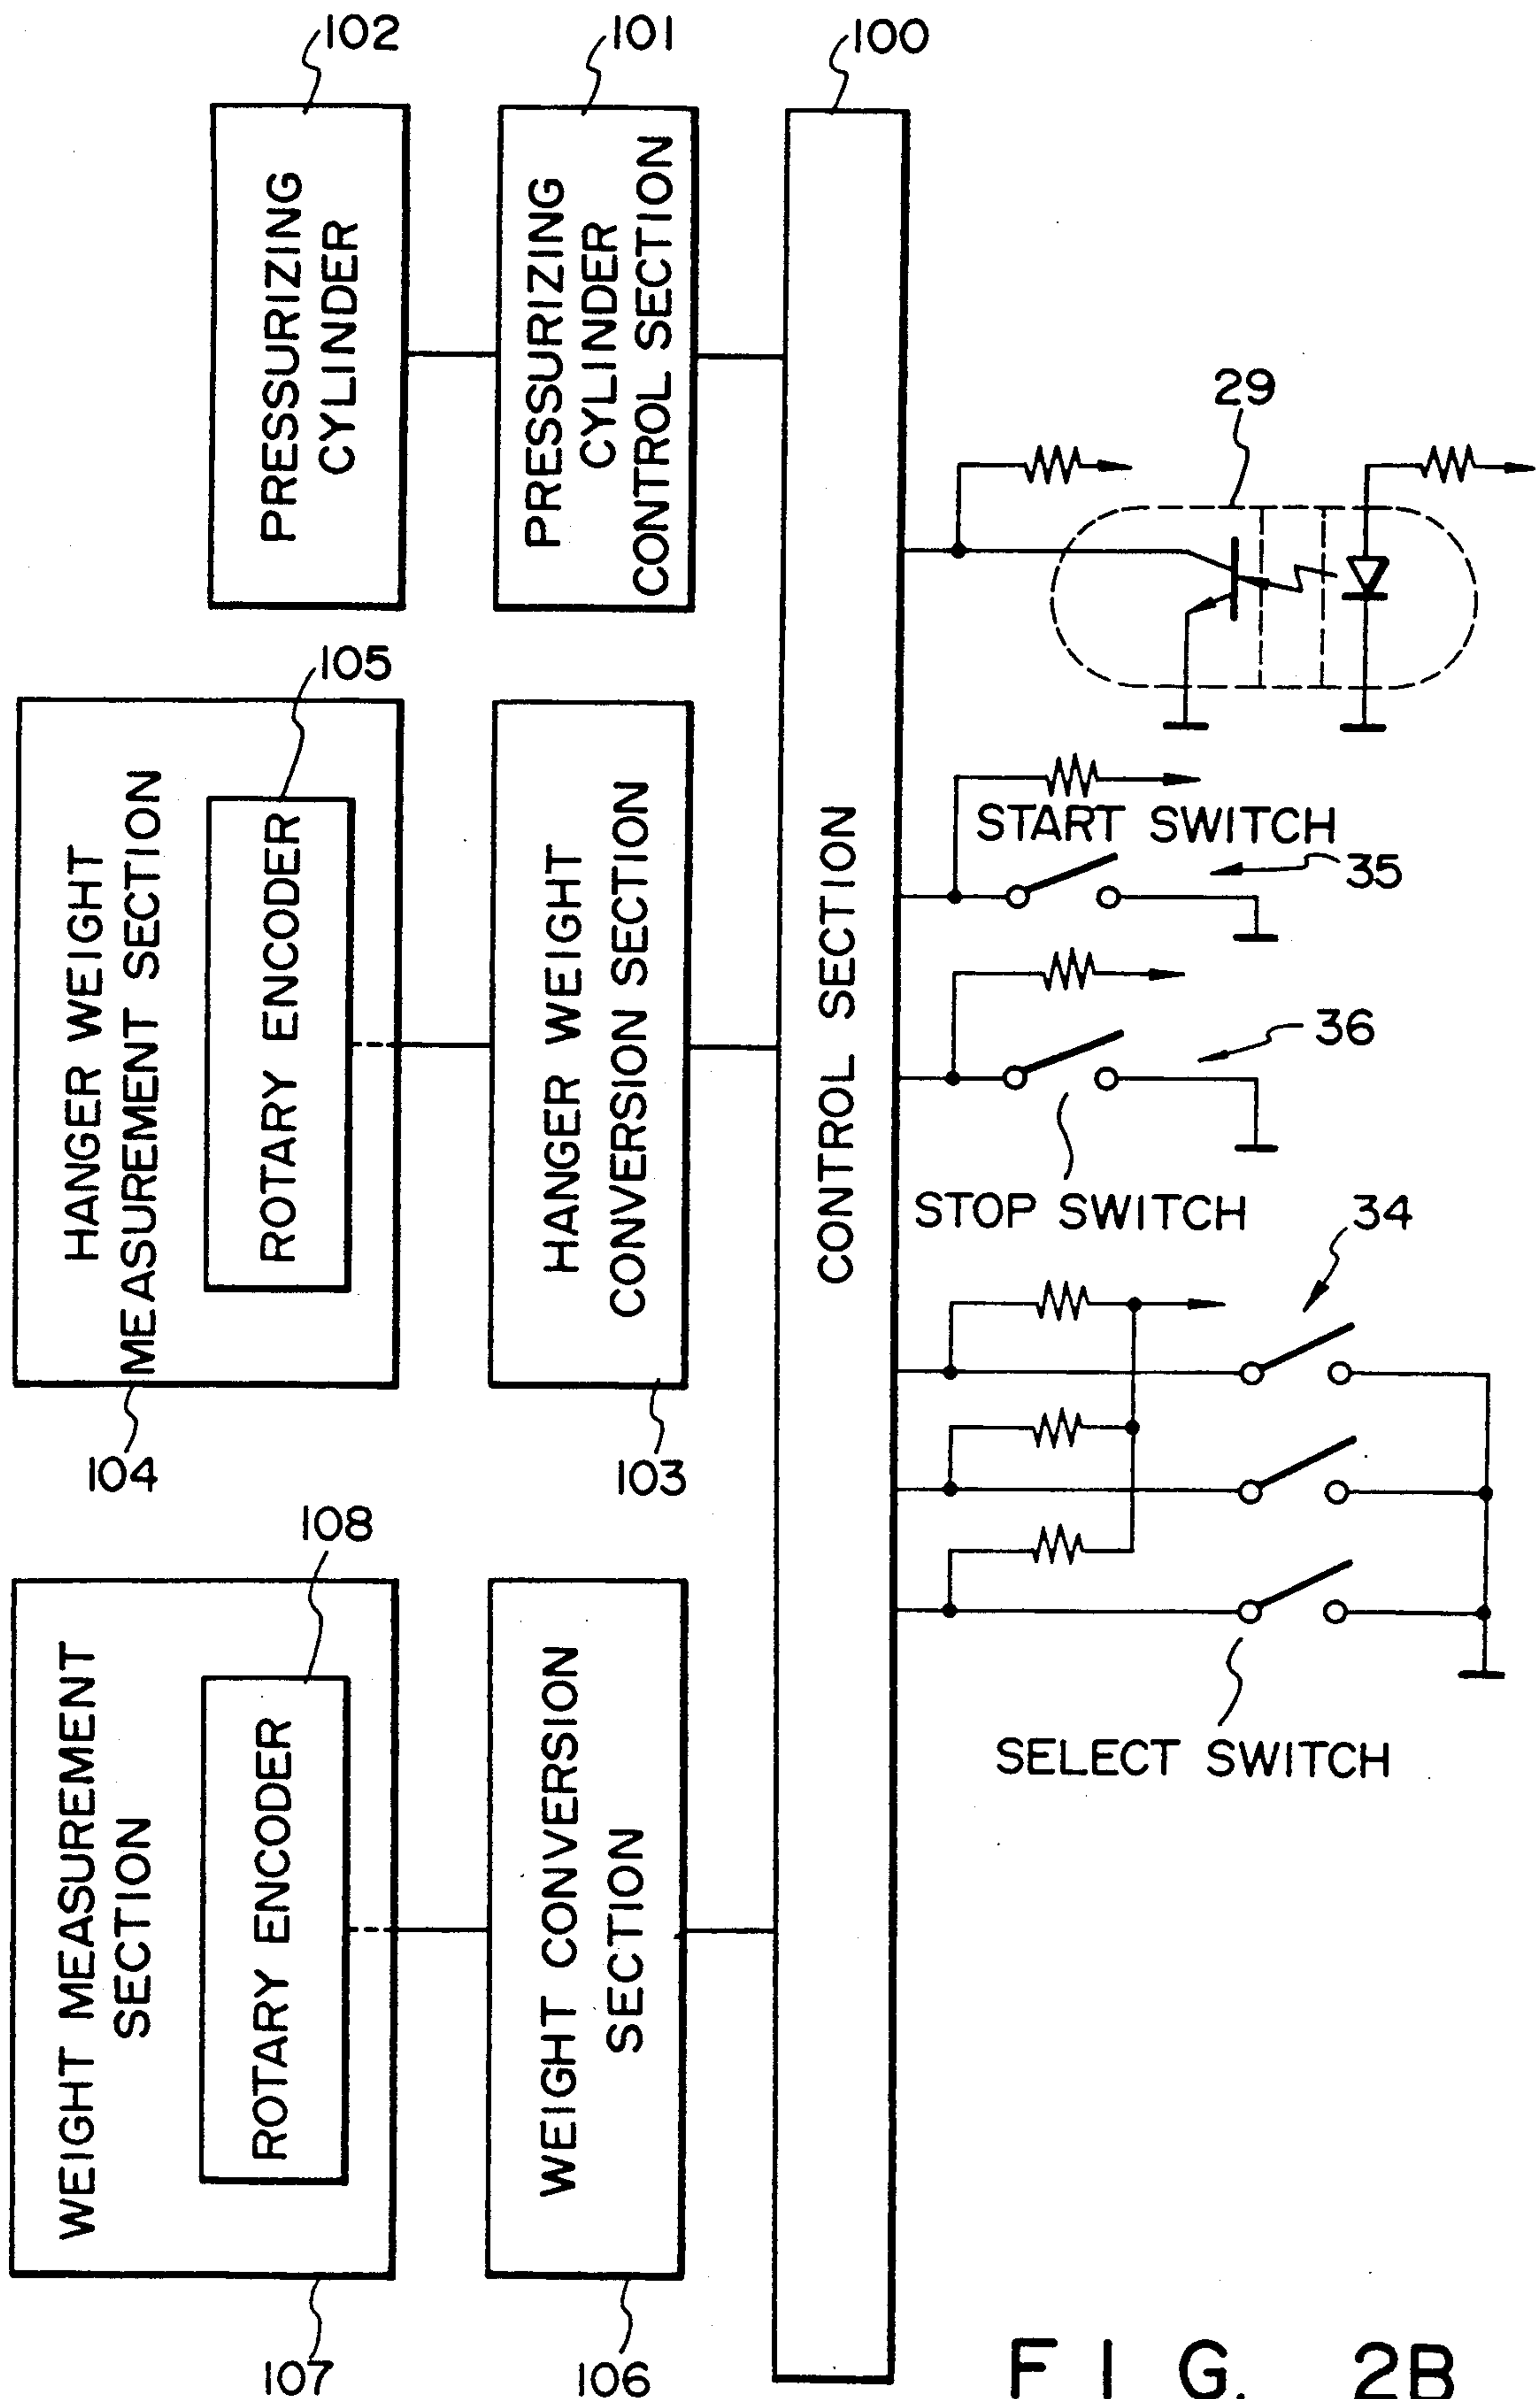 102
101
100
PRESSURIZING
CYLINDER
PRESSURIZING
CYLINDER
CONTROL SECTION
29
105
HANGER WEIGHT
MEASUREMENT SECTION
ROTARY ENCODER
HANGER WEIGHT
CONVERSION SECTION
104
103
CONTROL SECTION
START SWITCH
35
36
STOP SWITCH
34
108
WEIGHT MEASUREMENT
SECTION
ROTARY ENCODER
WEIGHT CONVERSION
SECTION
SELECT SWITCH
107
106
FIG. 2B